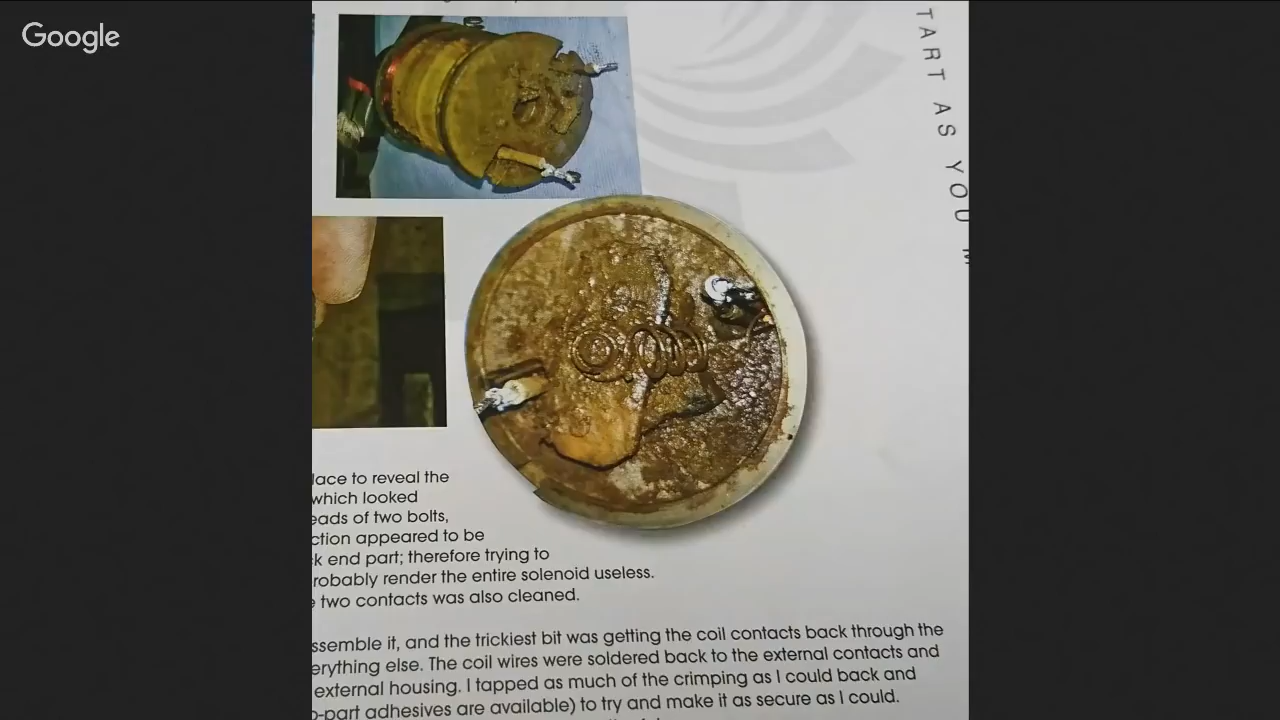 Google
TART AS YOU M
lace to reveal the
which looked
eads of two bolts,
ction appeared to be
k end part; therefore trying to
robably render the entire solenoid useless.
two contacts was also cleaned.
ssemble it, and the trickiest bit was getting the coil contacts back through the
erything else. The coil wires were soldered back to the external contacts and
external housing. I tapped as much of the crimping as I could back and
o-part adhesives are available) to try and make it as secure as I could.